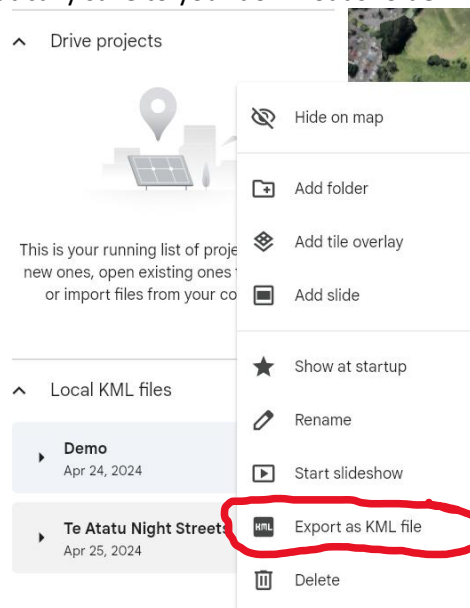 Drive projects
Hide on map
Add folder
This is your running list of proje
Add tile overlay
new ones, open existing ones
or import files from your co
Add slide
Show at startup
Local KML files
Rename
Demo
Apr 24, 2024
Start slideshow
Te Atatu Night Streets
KML Export as KML file
Apr 25, 2024
Delete